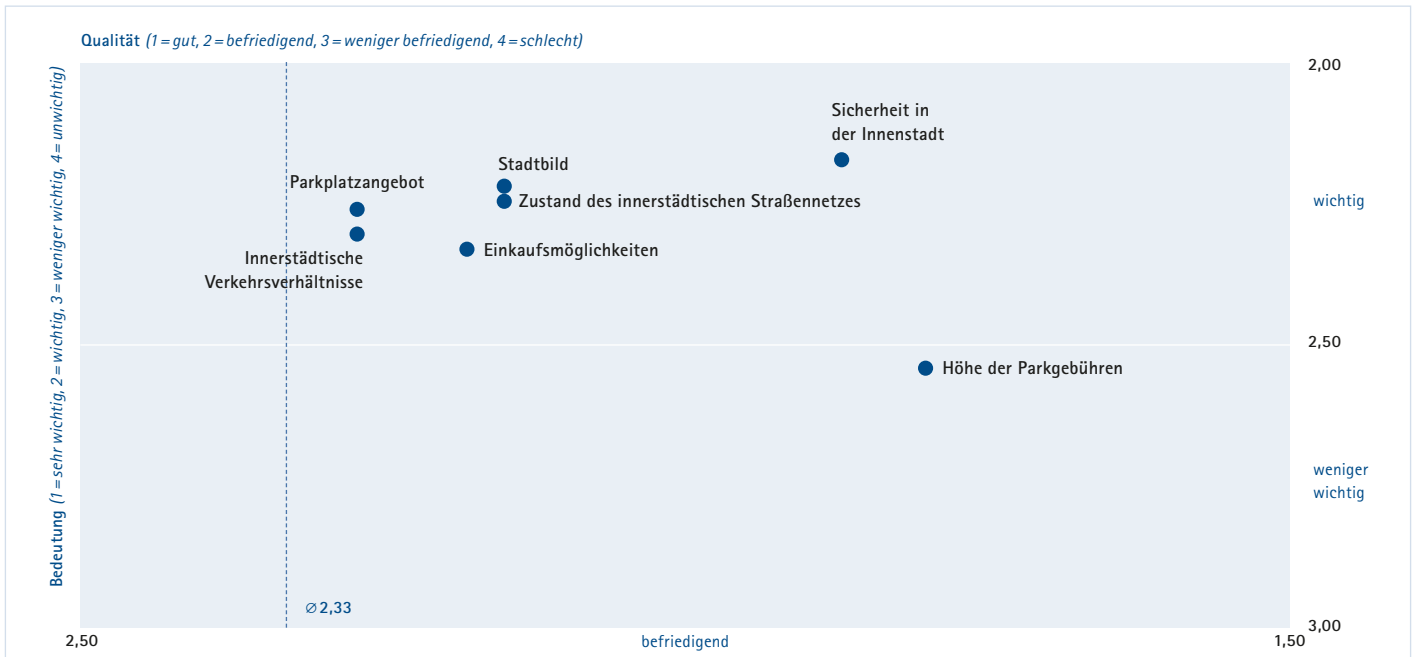 Qualität (1 = gut, 2 = befriedigend, 3 = weniger befriedigend, 4 = schlecht)
Bedeutung (1 = sehr wichtig, 2 = wichtig, 3 = weniger wichtig, 4 = unwichtig)
2,00
Sicherheit in
der Innenstadt
Stadtbild
Parkplatzangebot
Zustand des innerstädtischen Straßennetzes
wichtig
Einkaufsmöglichkeiten
Innerstädtische
Verkehrsverhältnisse
2,50
Höhe der Parkgebühren
weniger
wichtig
∅ 2,33
3,00
2,50
befriedigend
1,50